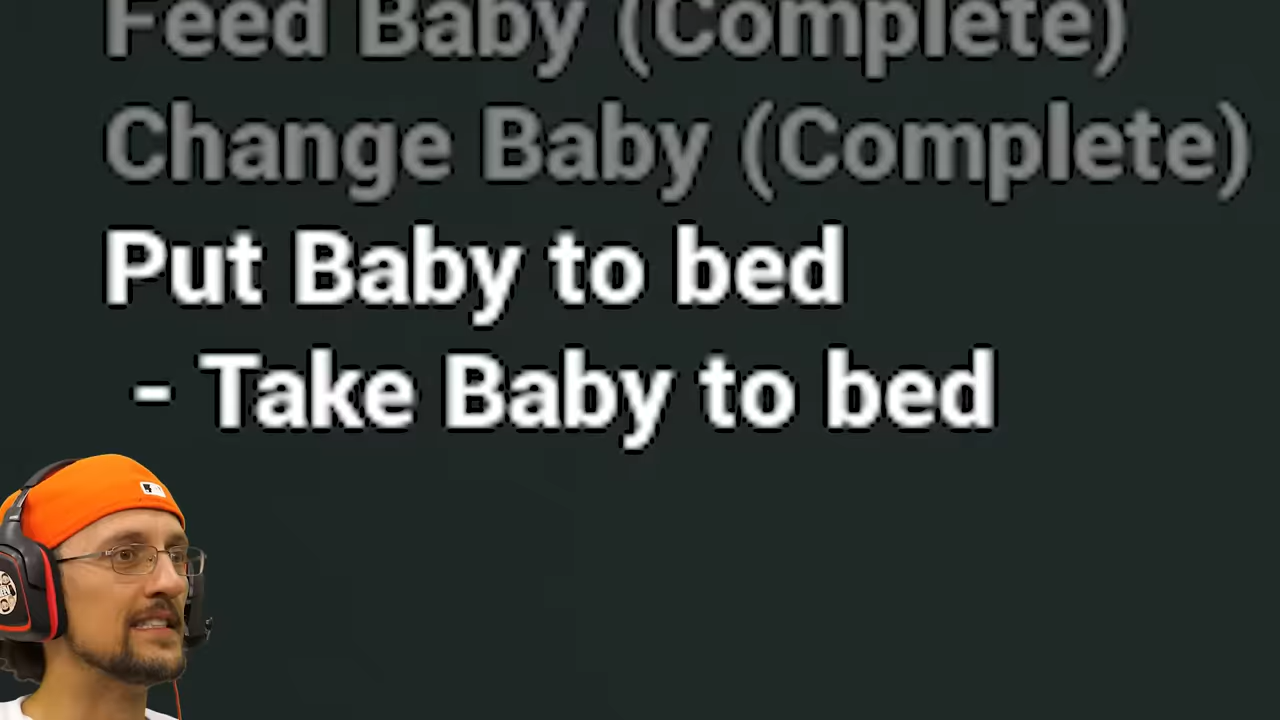 Feed Baby (Complete)
Change Baby (Complete)
Put Baby to bed
- Take Baby to bed